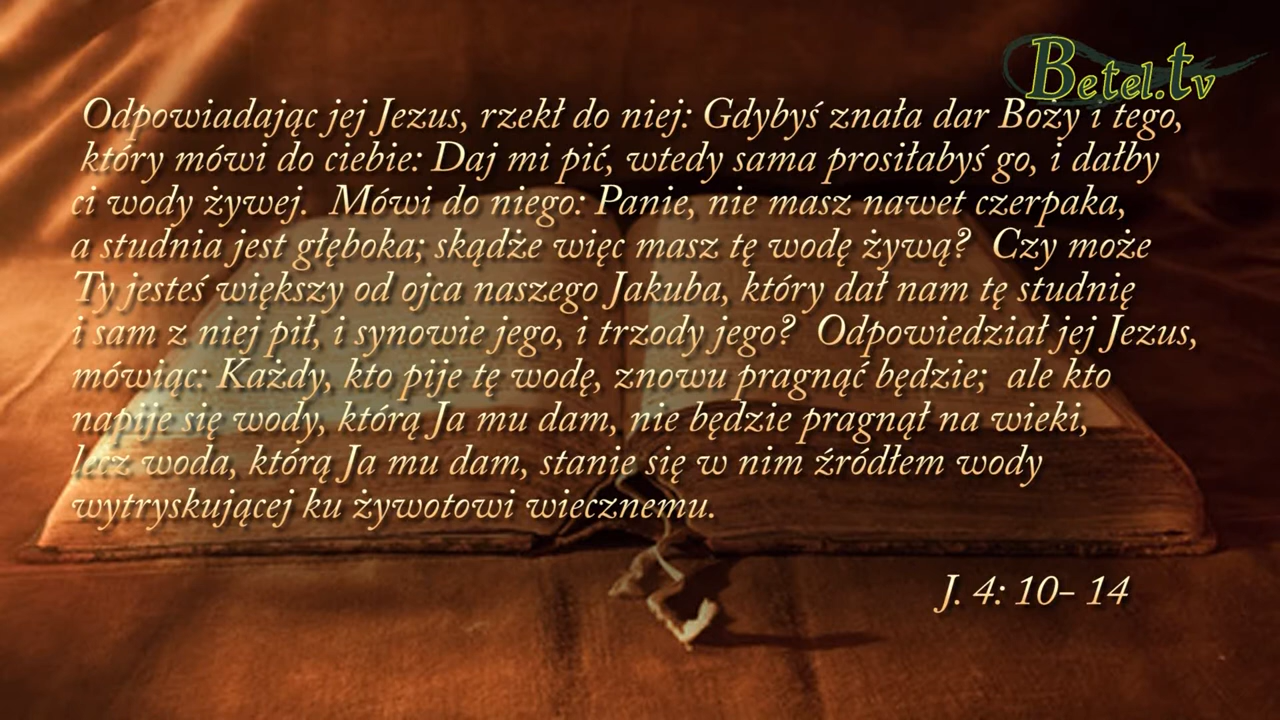 Betel.tv
Odpowiadając jej Jezus, rzekł do niej: Gdybyś znała dar Boży i tego,
który mówi do ciebie: Daj mi pić, wtedy sama prosiłabyś go, i dałby
ci wody żywej. Mówi do niego: Panie, nie masz nawet czerpaka,
a studnia jest głęboka; skądże więc masz tę wodę żywą? Czy może
Ty jesteś większy od ojca naszego Jakuba, który dał nam tę studnię
i sam z niej pił, i synowie jego, i trzody jego? Odpowiedział jej Jezus,
mówiąc: Każdy, kto pije tę wodę, znowu pragnąć będzie; ale kto
napije się wody, którą Ja mu dam, nie będzie pragnął na wieki,
lecz woda, którą Ja mu dam, stanie się w nim źródłem wody
wytryskującej ku żywotowi wiecznemu.
J. 4: 10- 14